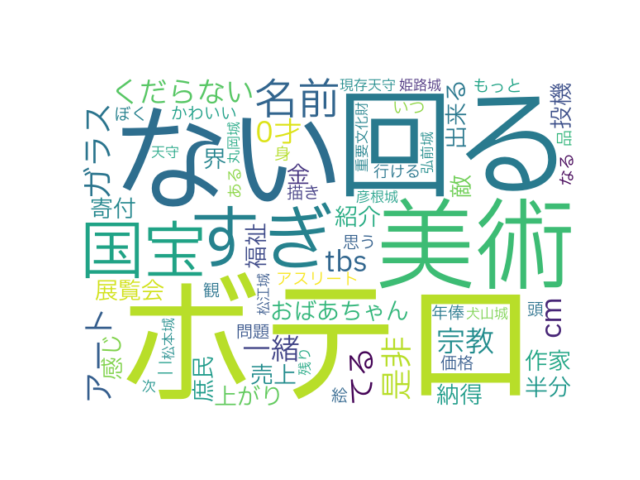 くだらない
名前
現存天守
姫路城
もっと
ぼく
かわいい
ない
回る
いつ
出来る
投機
品
ガラス
0才
丸岡城
重要文化財
天守
界
身
弘前城
行ける
なる
ある
金
描き
敵
寄付
彦根城
国宝
すぎ
福祉
紹介
美術
思う
tbs
展覧会
観
松江城
アスリート
ボテロ
おばあちゃん
年俸
犬山城
頭
cm
アート
感じ
二
松本城
問題
一緒
残り
てる
是非
宗教
価格
作家
次
庶民
売上
上がり
絵
納得
半分